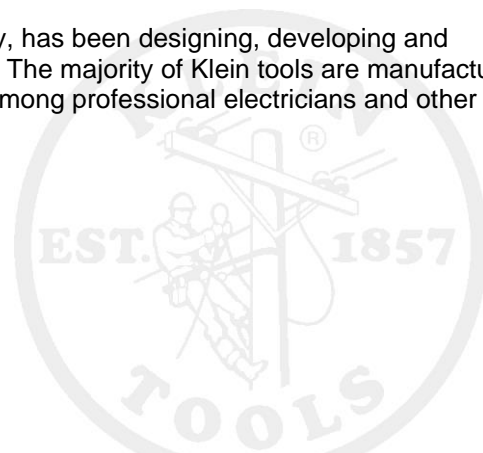 y, has been designing, developing and
The majority of Klein tools are manufactu
mong professional electricians and other
KLEIN
®
EST. 1857
TOOLS